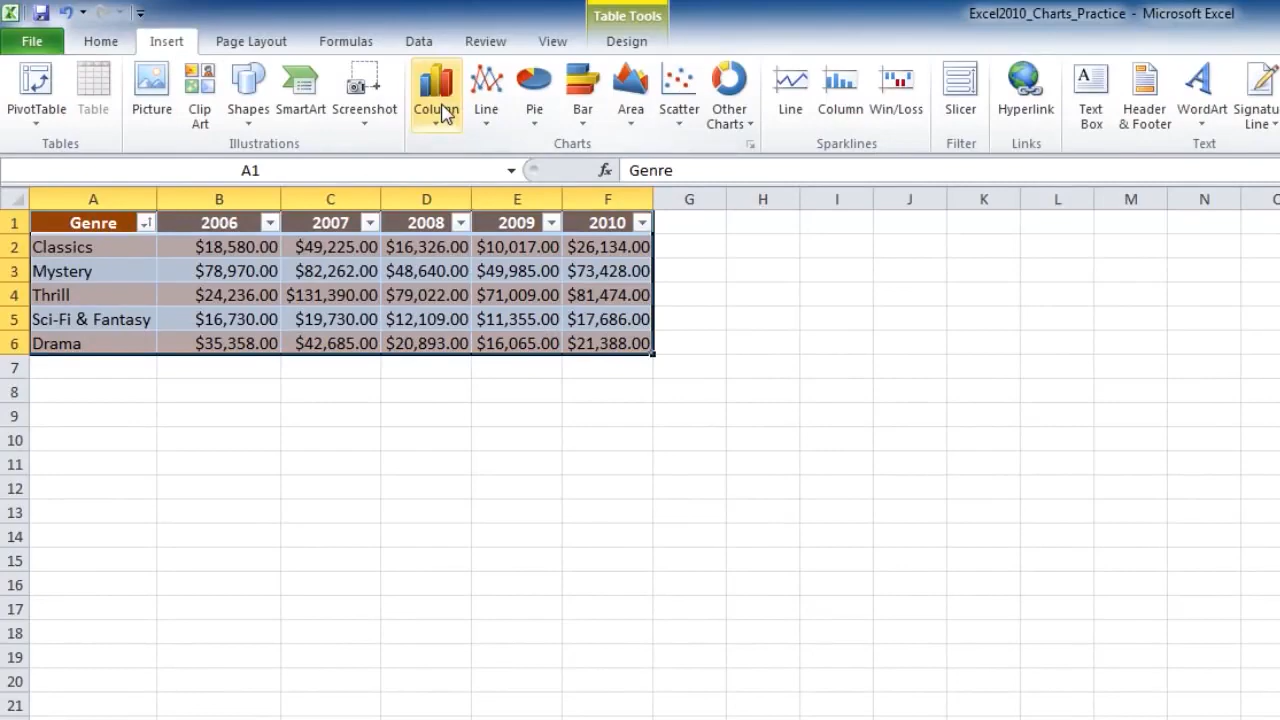 Table Tools
Excel2010_Charts_Practice - Microsoft Excel
File Home Insert Page Layout Formulas Data Review View Design
PivotTable Table Picture Clip Art Shapes SmartArt Screenshot Column Line Pie Bar Area Scatter Other Charts Line Column Win/Loss Slicer Hyperlink Text Box Header & Footer WordArt Line
Tables Illustrations Charts Sparklines Filter Links Text
A1 fx Genre
A B C D E F G H I J K L M N
1 Genre 2006 2007 2008 2009 2010
2 Classics $18,580.00 $49,225.00 $16,326.00 $10,017.00 $26,134.00
3 Mystery $78,970.00 $82,262.00 $48,640.00 $49,985.00 $73,428.00
4 Thrill $24,236.00 $131,390.00 $79,022.00 $71,009.00 $81,474.00
5 Sci-Fi & Fantasy $16,730.00 $19,730.00 $12,109.00 $11,355.00 $17,686.00
6 Drama $35,358.00 $42,685.00 $20,893.00 $16,065.00 $21,388.00
7
8
9
10
11
12
13
14
15
16
17
18
19
20
21